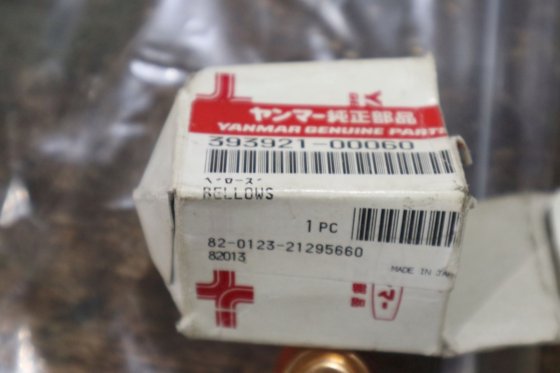 ヤンマー純正部品
YANMAR GENUINE PARTS
393921-00060
ベローズ
BELLOWS
1 PC
82-0123-21295660
82013
MADE IN JAPAN